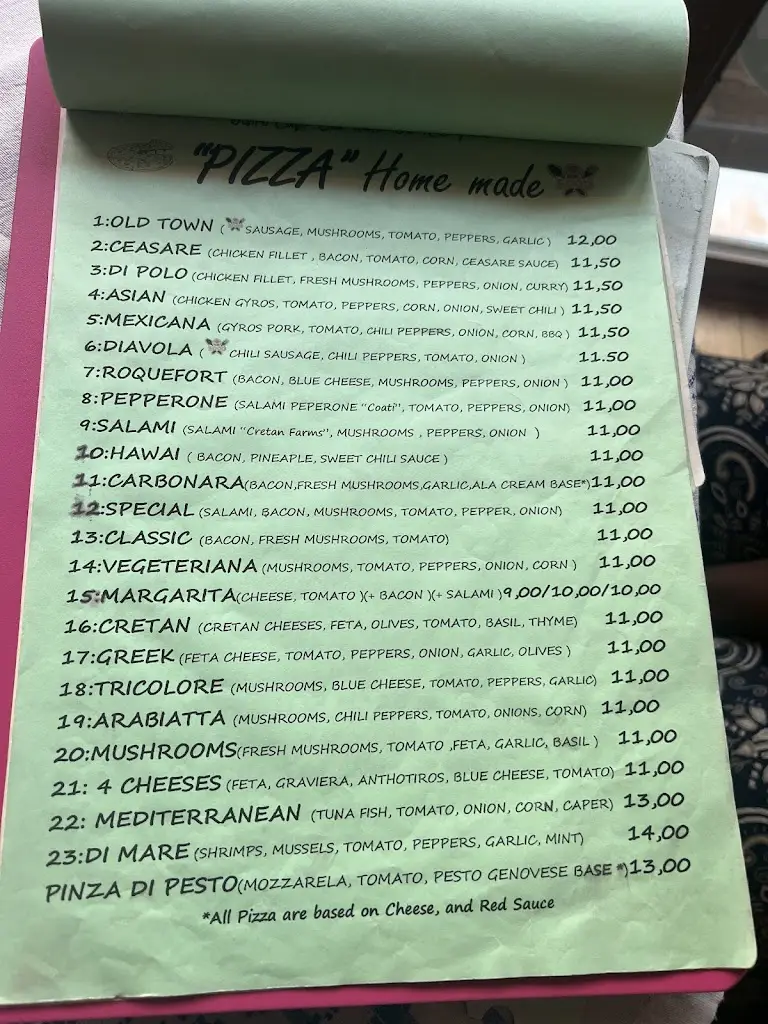 "PIZZA" Home made
1:OLD TOWN ( SAUSAGE, MUSHROOMS, TOMATO, PEPPERS, GARLIC ) 12,00
2:CEASARE (CHICKEN FILLET , BACON, TOMATO, CORN, CEASARE SAUCE) 11,50
3:DI POLO (CHICKEN FILLET, FRESH MUSHROOMS, PEPPERS, ONION, CURRY) 11,50
4:ASIAN (CHICKEN GYROS, TOMATO, PEPPERS, CORN, ONION, SWEET CHILI ) 11,50
5:MEXICANA (GYROS PORK, TOMATO, CHILI PEPPERS, ONION, CORN, BBQ ) 11,50
6:DIAVOLA ( CHILI SAUSAGE, CHILI PEPPERS, TOMATO, ONION ) 11.50
7:ROQUEFORT (BACON, BLUE CHEESE, MUSHROOMS, PEPPERS, ONION ) 11,00
8:PEPPERONE (SALAMI PEPERONE "Coati", TOMATO, PEPPERS, ONION) 11,00
9:SALAMI (SALAMI "Cretan Farms", MUSHROOMS , PEPPERS, ONION ) 11,00
10:HAWAI ( BACON, PINEAPLE, SWEET CHILI SAUCE ) 11,00
11:CARBONARA(BACON,FRESH MUSHROOMS,GARLIC,ALA CREAM BASE*)11,00
12:SPECIAL (SALAMI, BACON, MUSHROOMS, TOMATO, PEPPER, ONION) 11,00
13:CLASSIC (BACON, FRESH MUSHROOMS, TOMATO) 11,00
14:VEGETERIANA (MUSHROOMS, TOMATO, PEPPERS, ONION, CORN ) 11,00
15:MARGARITA(CHEESE, TOMATO )(+ BACON )(+ SALAMI )9,00/10,00/10,00
16:CRETAN (CRETAN CHEESES, FETA, OLIVES, TOMATO, BASIL, THYME) 11,00
17:GREEK (FETA CHEESE, TOMATO, PEPPERS, ONION, GARLIC, OLIVES ) 11,00
18:TRICOLORE (MUSHROOMS, BLUE CHEESE, TOMATO, PEPPERS, GARLIC) 11,00
19:ARABIATTA (MUSHROOMS, CHILI PEPPERS, TOMATO, ONIONS, CORN) 11,00
20:MUSHROOMS(FRESH MUSHROOMS, TOMATO ,FETA, GARLIC, BASIL ) 11,00
21: 4 CHEESES (FETA, GRAVIERA, ANTHOTIROS, BLUE CHEESE, TOMATO) 11,00
22: MEDITERRANEAN (TUNA FISH, TOMATO, ONION, CORN, CAPER) 13,00
23:DI MARE (SHRIMPS, MUSSELS, TOMATO, PEPPERS, GARLIC, MINT) 14,00
PINZA DI PESTO(MOZZARELA, TOMATO, PESTO GENOVESE BASE *)13,00
*All Pizza are based on Cheese, and Red Sauce